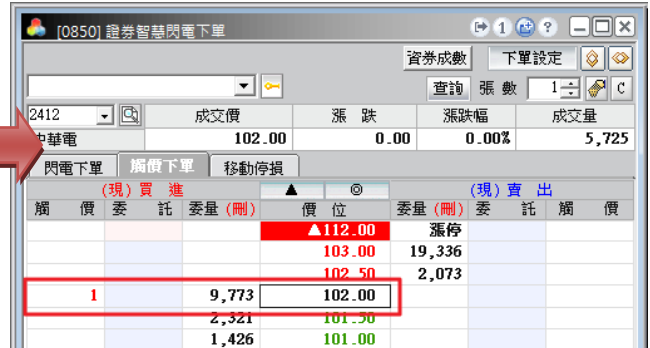 [0850] 證券智慧閃電下單
1 ?
資券成數 下單設定
查詢 張 數 1 C
2412 成交價 漲 跌 漲跌幅 成交量
中華電 102.00 0.00 0.00% 5,725
閃電下單 觸價下單 移動停損
(現) 買 進 ▲ ◎ (現) 賣 出
觸 價 委 託 委量 (刪) 價 位 委量 (刪) 委 託 觸 價
▲112.00 漲停
103.00 19,336
102.50 2,073
1 9,773 102.00
2,321 101.50
1,426 101.00